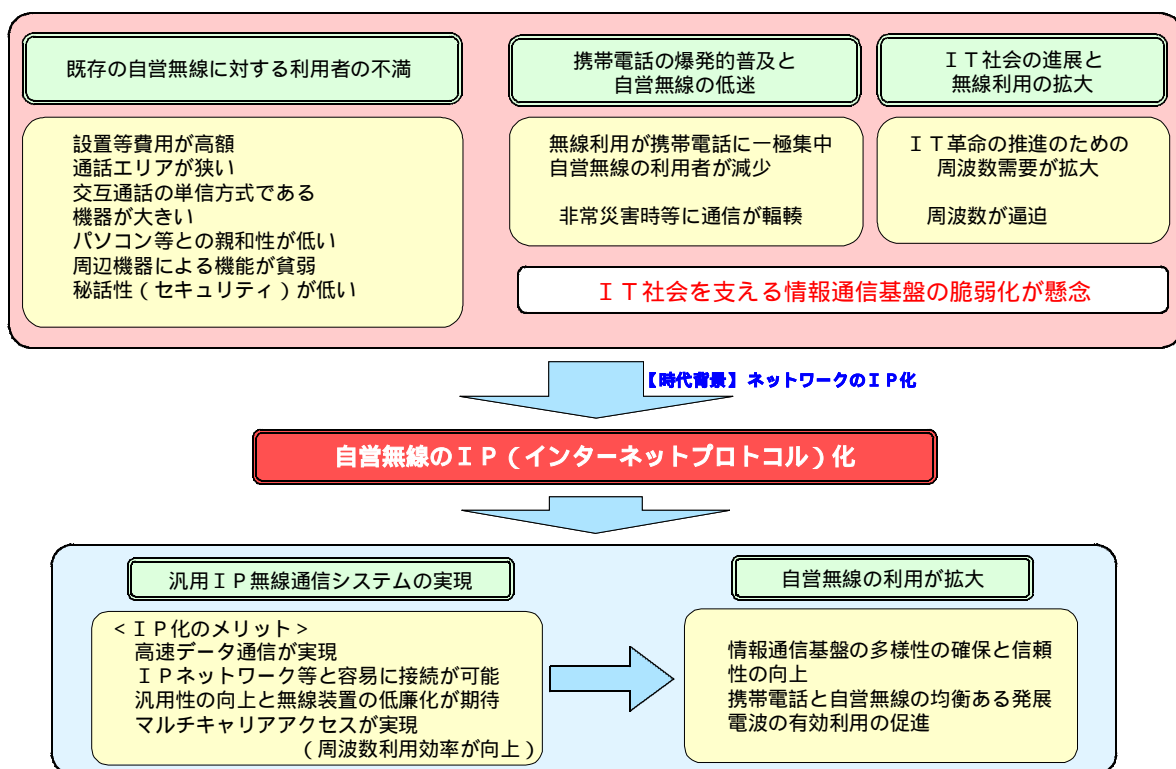 既存の自営無線に対する利用者の不満
設置等費用が高額
通話エリアが狭い
交互通話の単信方式である
機器が大きい
パソコン等との親和性が低い
周辺機器による機能が貧弱
秘話性（セキュリティ）が低い
携帯電話の爆発的普及と
自営無線の低迷
無線利用が携帯電話に一極集中
自営無線の利用者が減少
非常災害時等に通信が輻輳
ＩＴ社会の進展と
無線利用の拡大
ＩＴ革命の推進のための
周波数需要が拡大
周波数が逼迫
ＩＴ社会を支える情報通信基盤の脆弱化が懸念
【時代背景】ネットワークのＩＰ化
自営無線のＩＰ（インターネットプロトコル）化
汎用ＩＰ無線通信システムの実現
＜ＩＰ化のメリット＞
高速データ通信が実現
ＩＰネットワーク等と容易に接続が可能
汎用性の向上と無線装置の低廉化が期待
マルチキャリアアクセスが実現
（周波数利用効率が向上）
自営無線の利用が拡大
情報通信基盤の多様性の確保と信頼
性の向上
携帯電話と自営無線の均衡ある発展
電波の有効利用の促進